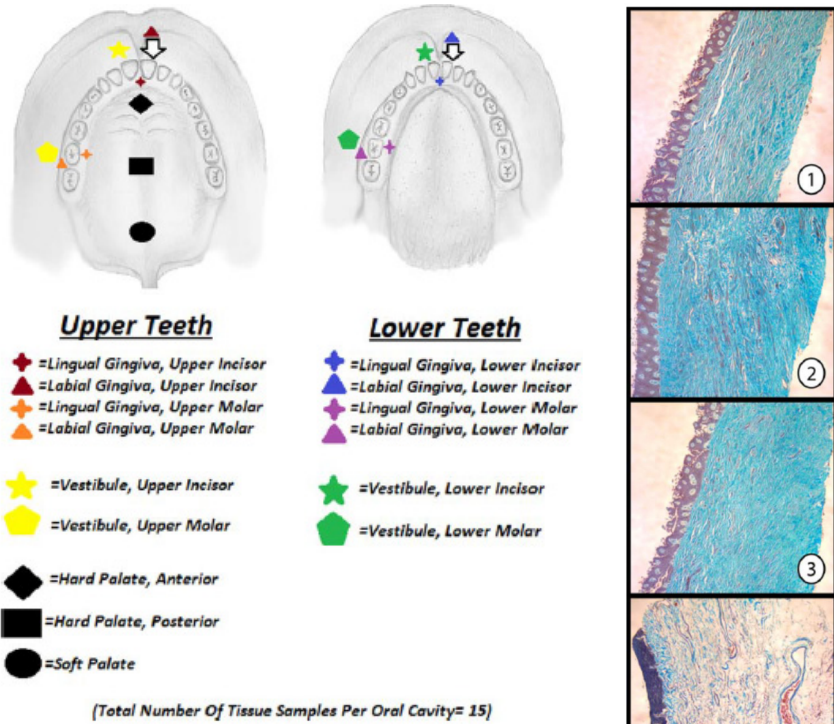 Upper Teeth
=Lingual Gingiva, Upper Incisor
=Labial Gingiva, Upper Incisor
=Lingual Gingiva, Upper Molar
=Labial Gingiva, Upper Molar
=Vestibule, Upper Incisor
=Vestibule, Upper Molar
=Hard Palate, Anterior
=Hard Palate, Posterior
=Soft Palate
Lower Teeth
=Lingual Gingiva, Lower Incisor
=Labial Gingiva, Lower Incisor
=Lingual Gingiva, Lower Molar
=Labial Gingiva, Lower Molar
=Vestibule, Lower Incisor
=Vestibule, Lower Molar
(Total Number Of Tissue Samples Per Oral Cavity= 15)
1
2
3